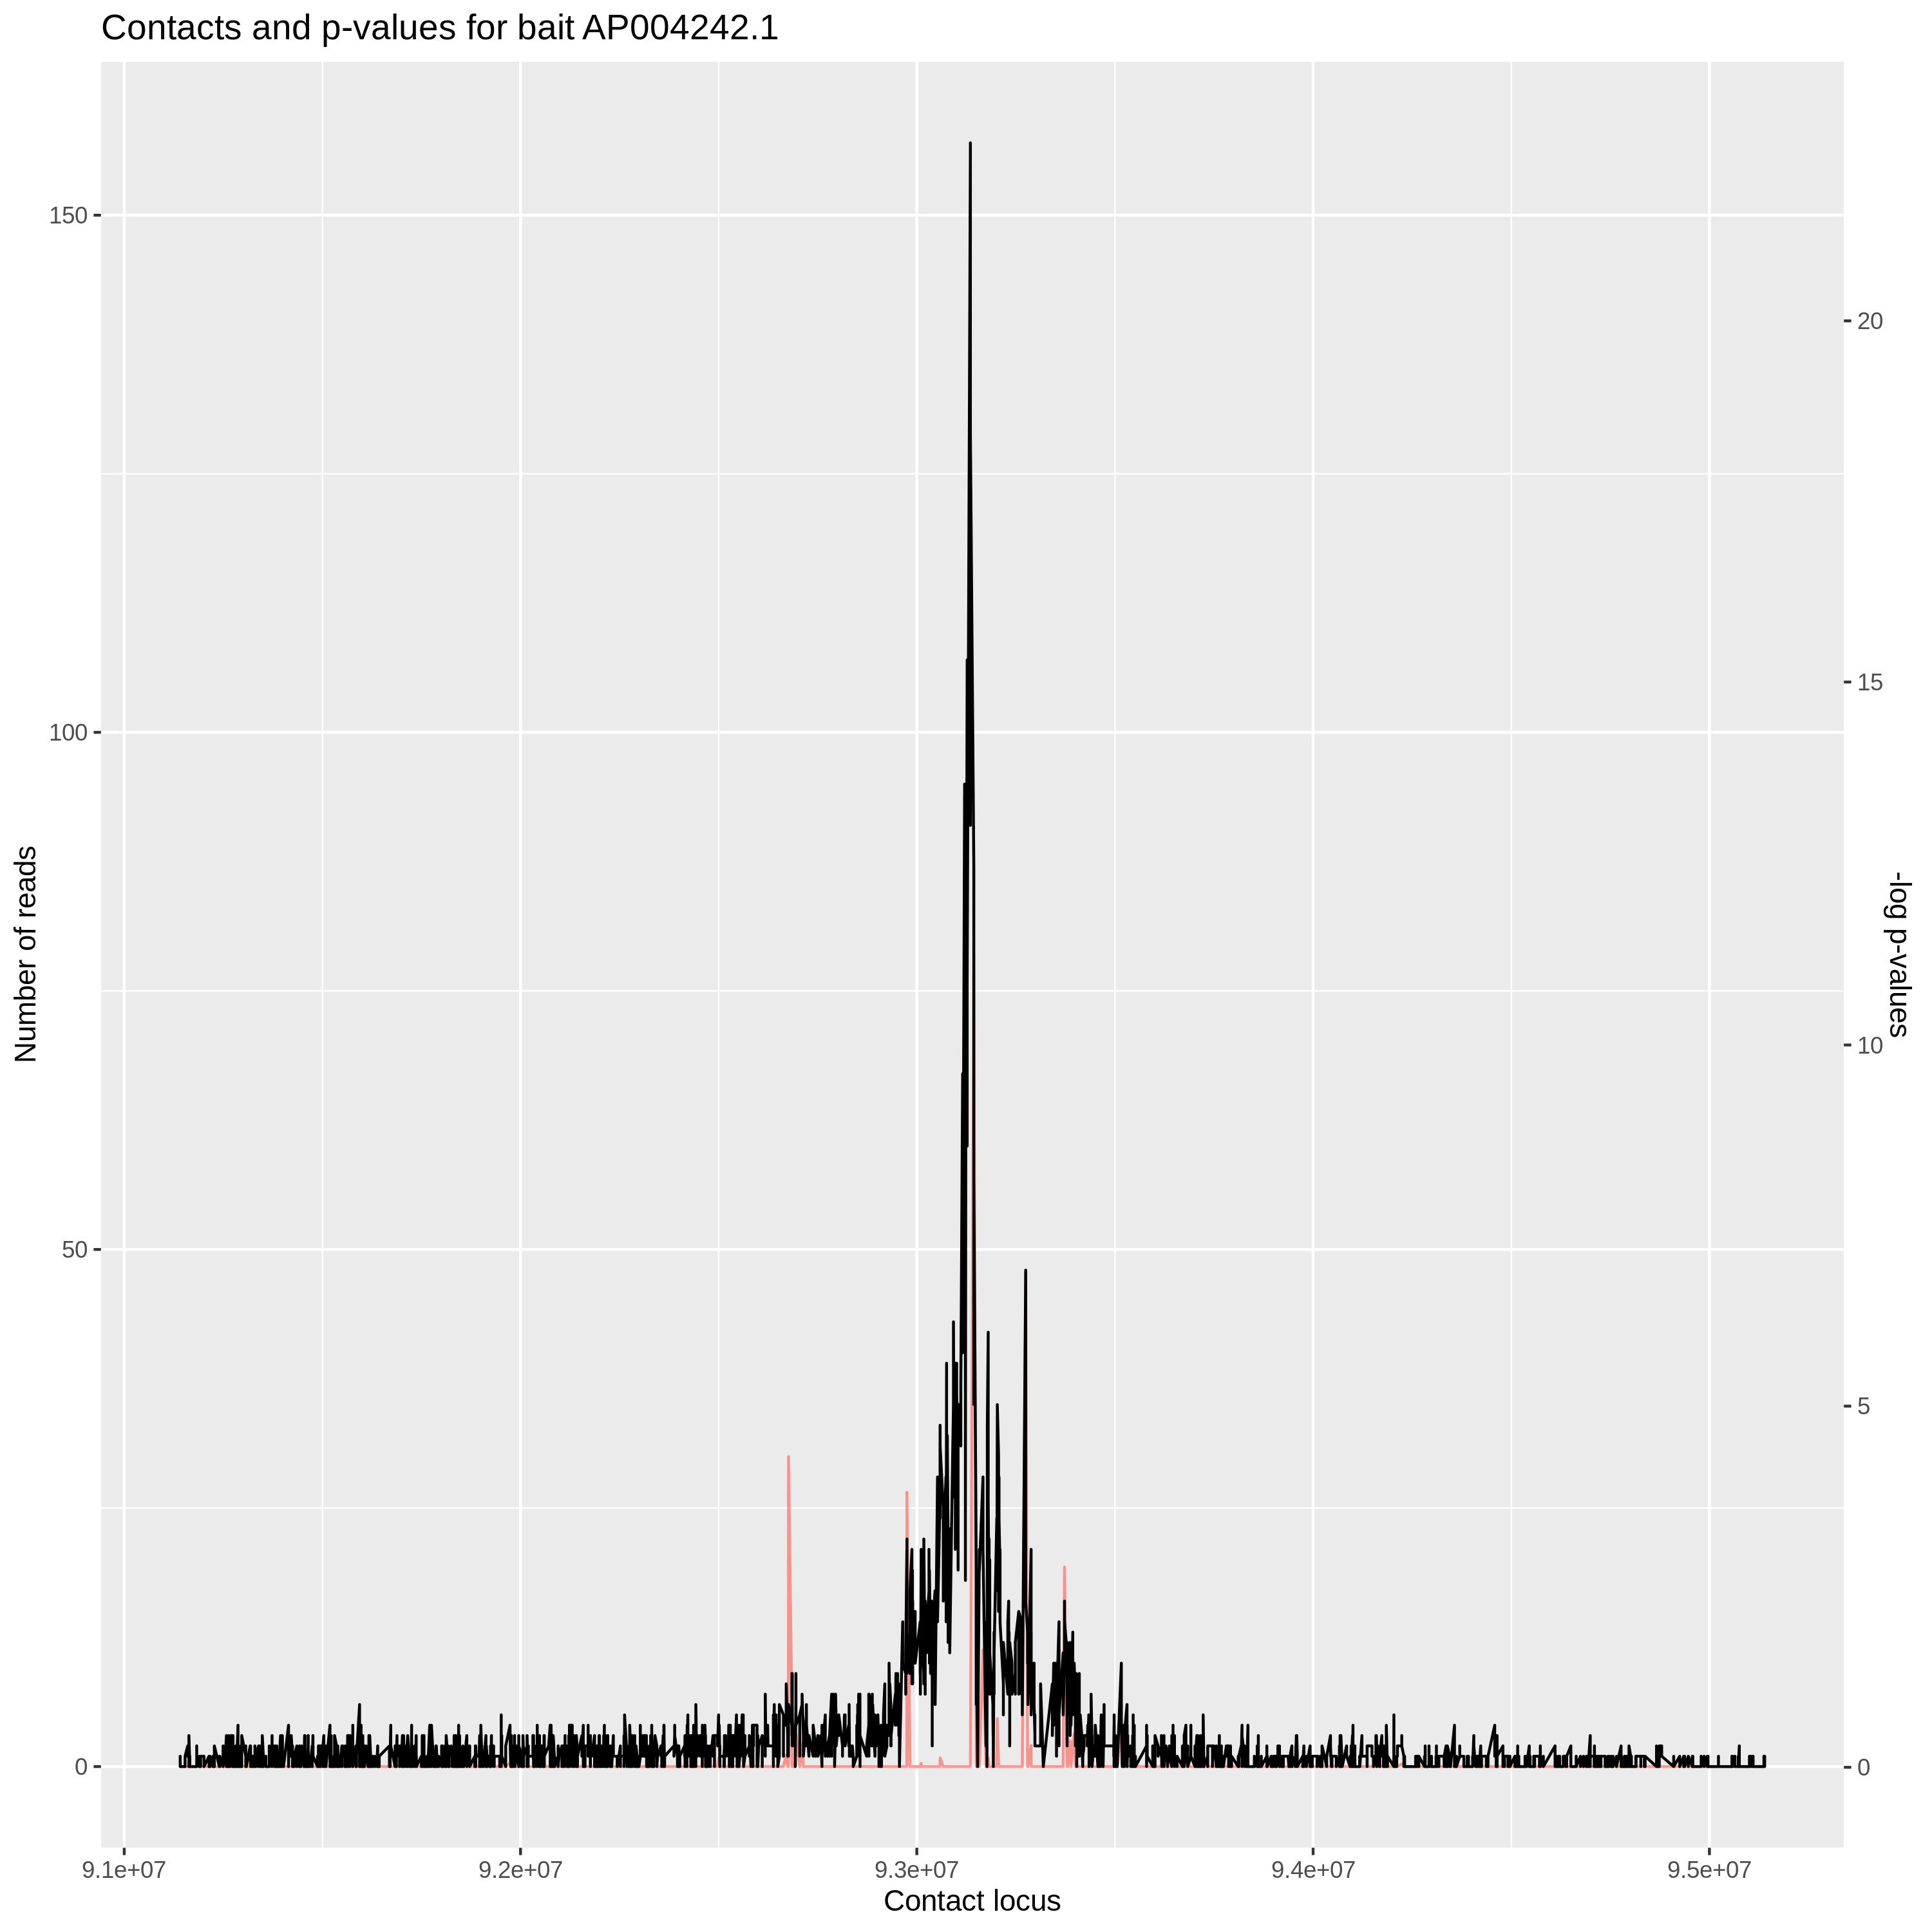 Contacts and p-values for bait AP004242.1
150
100
50
0
Number of reads
20
15
10
5
0
-log p-values
9.1e+07 9.2e+07 9.3e+07 9.4e+07 9.5e+07
Contact locus